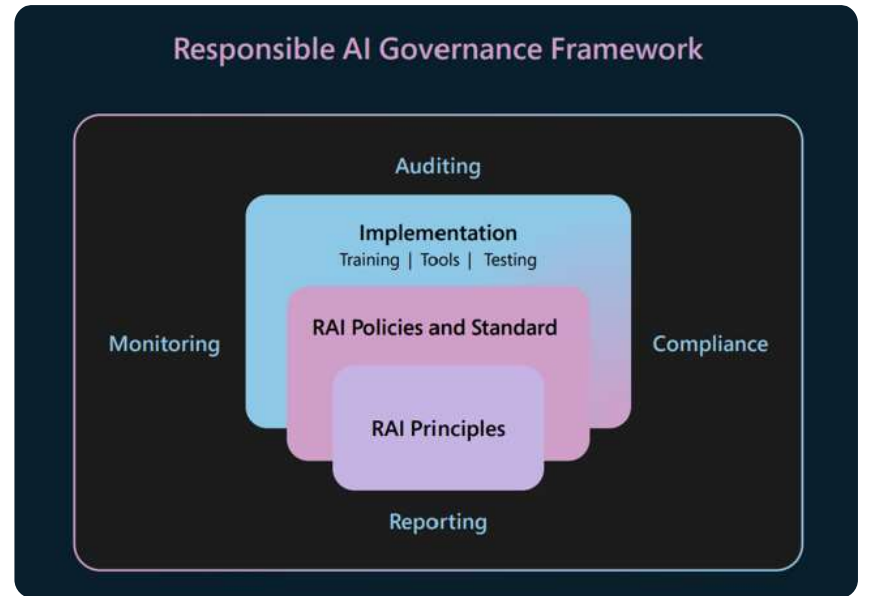 Responsible AI Governance Framework
Auditing
Implementation
Training | Tools | Testing
RAI Policies and Standard
Monitoring
Compliance
RAI Principles
Reporting